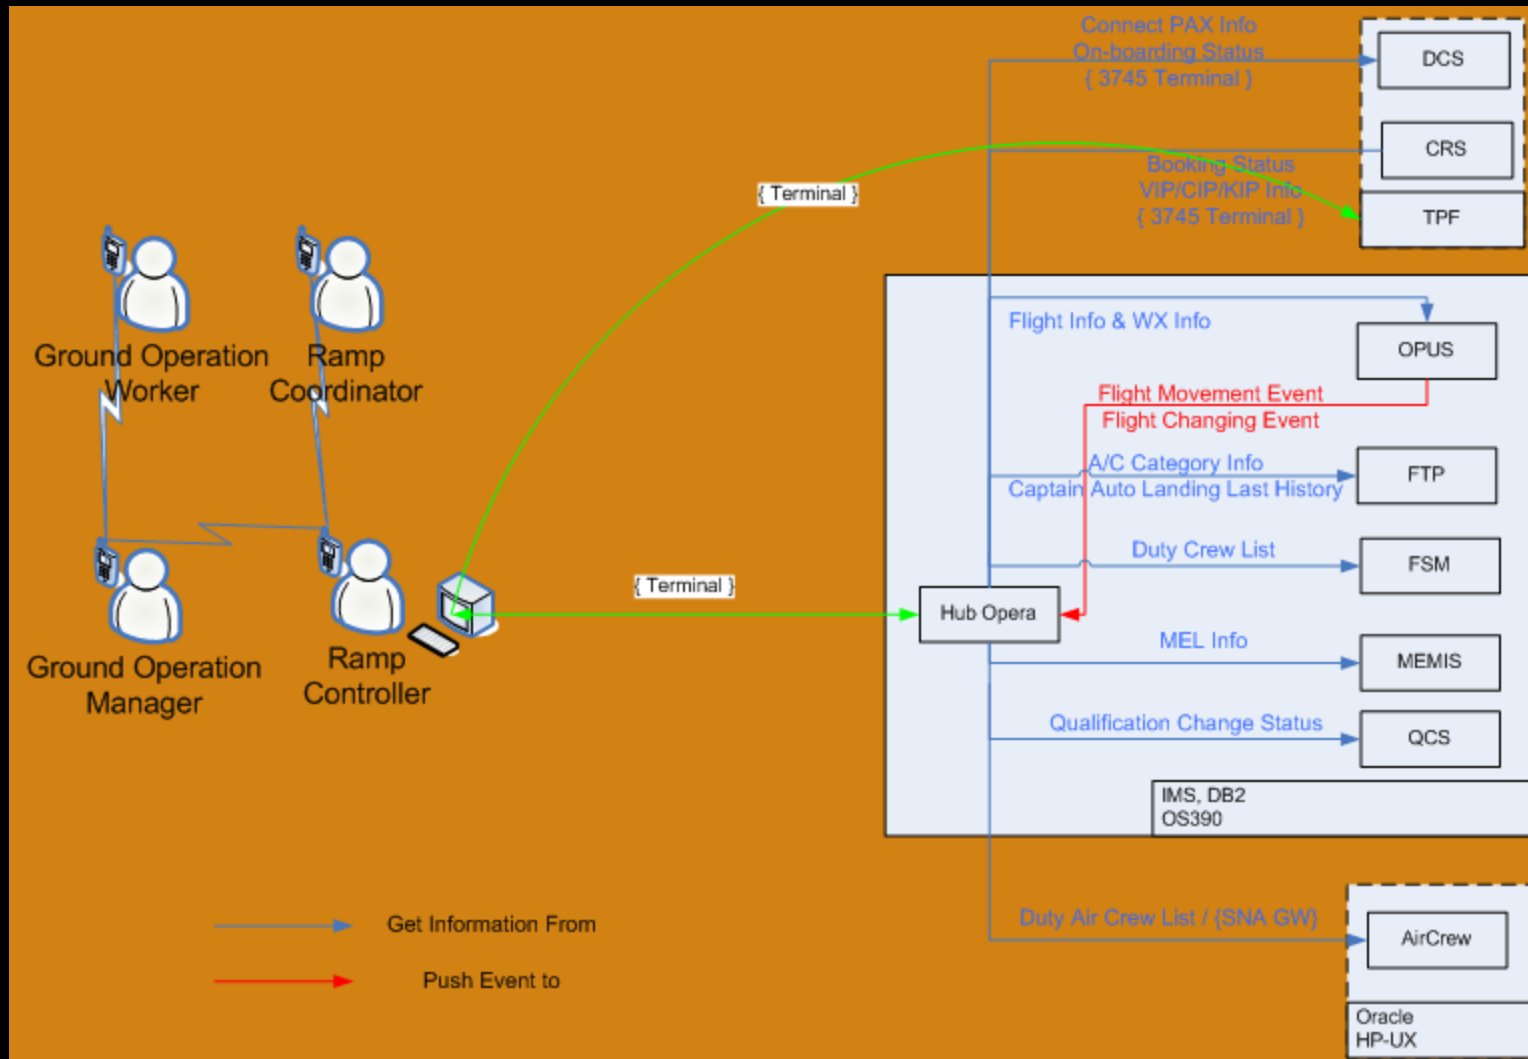 Connect PAX Info
On-boarding Status
{ 3745 Terminal }
DCS
CRS
Booking Status
VIP/CIP/KIP Info
{ 3745 Terminal }
TPF
{ Terminal }
Ground Operation
Worker
Ramp
Coordinator
Flight Info & WX Info
OPUS
Flight Movement Event
Flight Changing Event
A/C Category Info
Captain Auto Landing Last History
FTP
Duty Crew List
FSM
{ Terminal }
Hub Opera
MEL Info
MEMIS
Ground Operation
Manager
Ramp
Controller
Qualification Change Status
QCS
IMS, DB2
OS390
Duty Air Crew List / {SNA GW}
AirCrew
Get Information From
Push Event to
Oracle
HP-UX